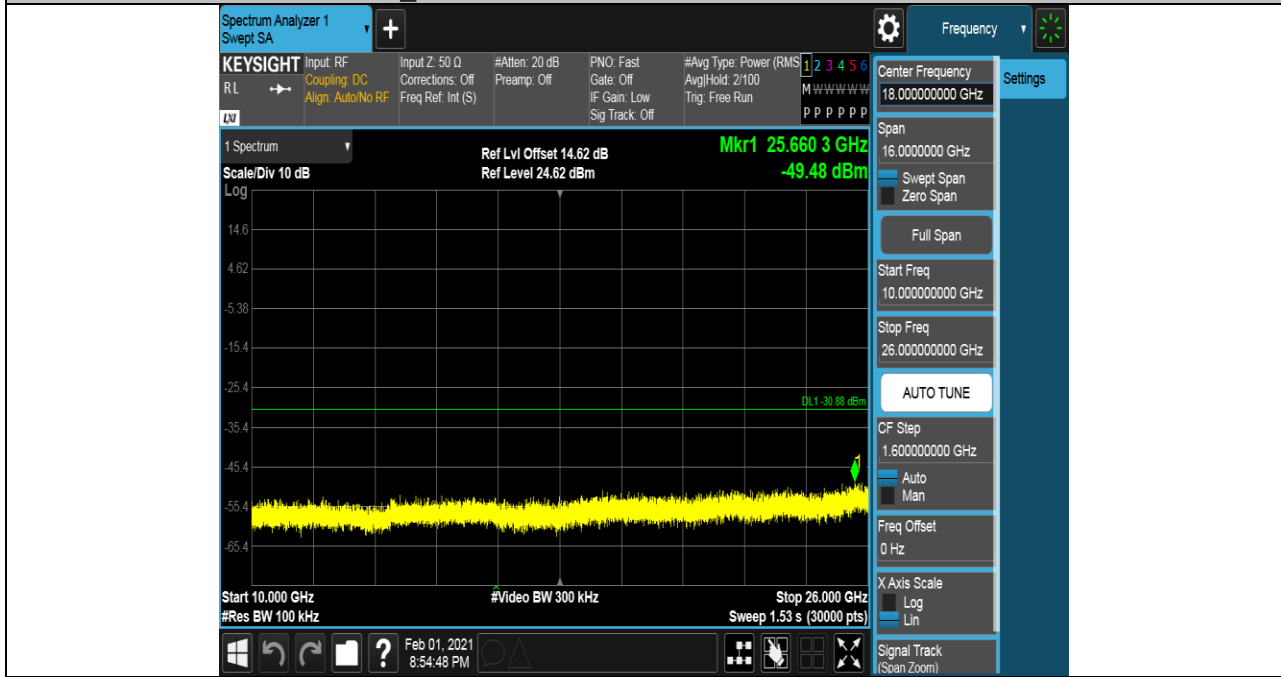 Spectrum Analyzer 1
Swept SA
+
Frequency
KEYSIGHT
RL
LXI
Input: RF
Coupling: DC
Align: Auto/No RF
Input Z: 50 Ω
Corrections: Off
Freq Ref: Int (S)
#Atten: 20 dB
Preamp: Off
PNO: Fast
Gate: Off
IF Gain: Low
Sig Track: Off
#Avg Type: Power (RMS
Avg|Hold: 2/100
Trig: Free Run
1 2 3 4 5 6
M W W W W W
P P P P P P
1 Spectrum
Scale/Div 10 dB
Ref Lvl Offset 14.62 dB
Ref Level 24.62 dBm
Mkr1 25.660 3 GHz
-49.48 dBm
Log
14.6
4.62
-5.38
-15.4
-25.4
DL1 -30.88 dBm
-35.4
-45.4
1
-55.4
-65.4
Start 10.000 GHz
#Video BW 300 kHz
Stop 26.000 GHz
#Res BW 100 kHz
Sweep 1.53 s (30000 pts)
Center Frequency
18.000000000 GHz
Settings
Span
16.0000000 GHz
Swept Span
Zero Span
Full Span
Start Freq
10.000000000 GHz
Stop Freq
26.000000000 GHz
AUTO TUNE
CF Step
1.600000000 GHz
Auto
Man
Freq Offset
0 Hz
X Axis Scale
Log
Lin
Signal Track
(Span Zoom)
?
Feb 01, 2021
8:54:48 PM